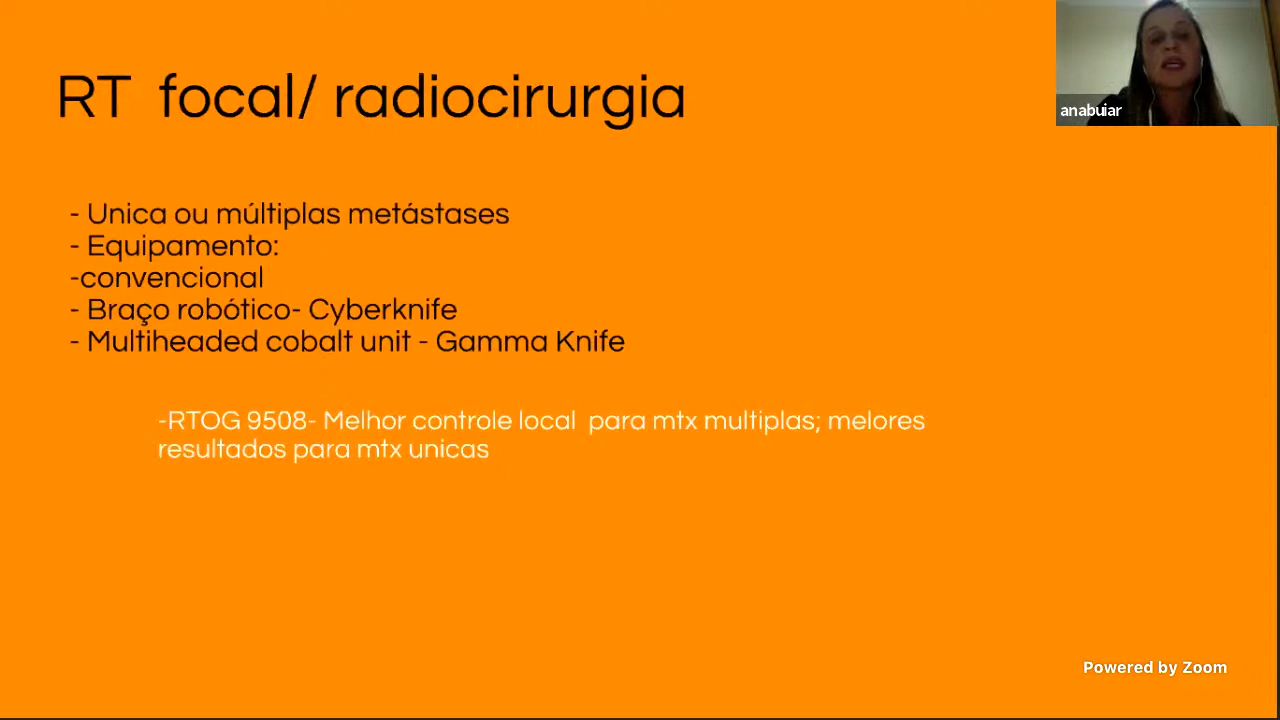 RT focal/ radiocirurgia
anabuiar
- Unica ou múltiplas metástases
- Equipamento:
-convencional
- Braço robótico- Cyberknife
- Multiheaded cobalt unit - Gamma Knife
-RTOG 9508- Melhor controle local para mtx multiplas; melores
resultados para mtx unicas
Powered by Zoom